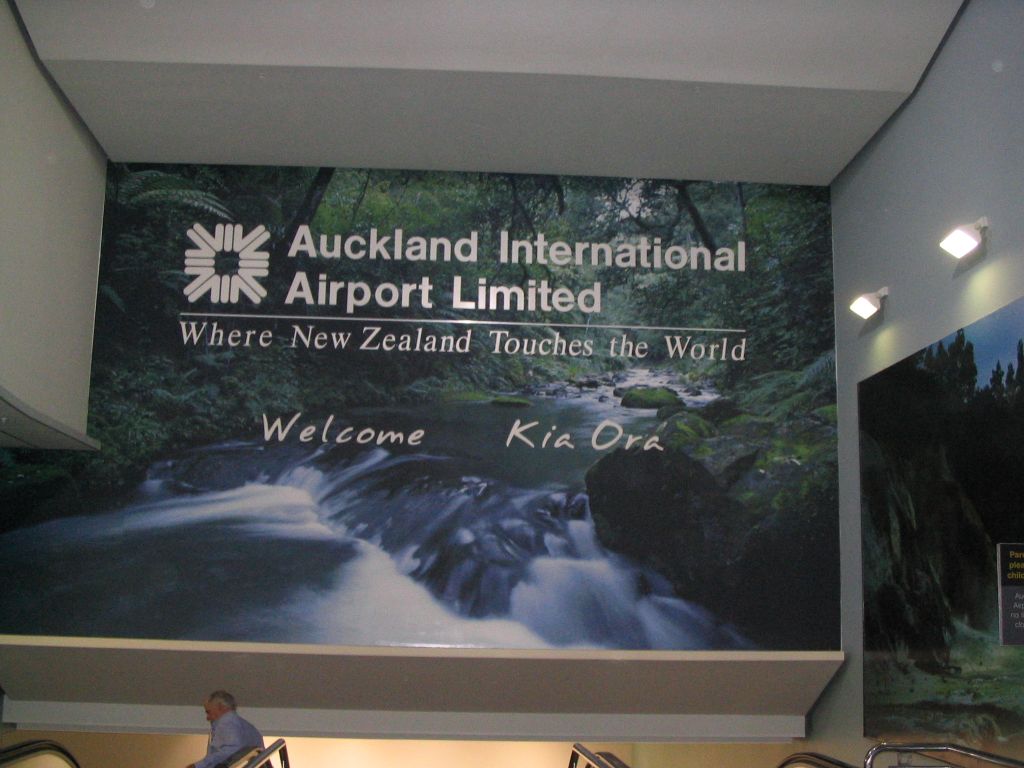 Auckland International
Airport Limited
Where New Zealand Touches the World
Welcome Kia Ora